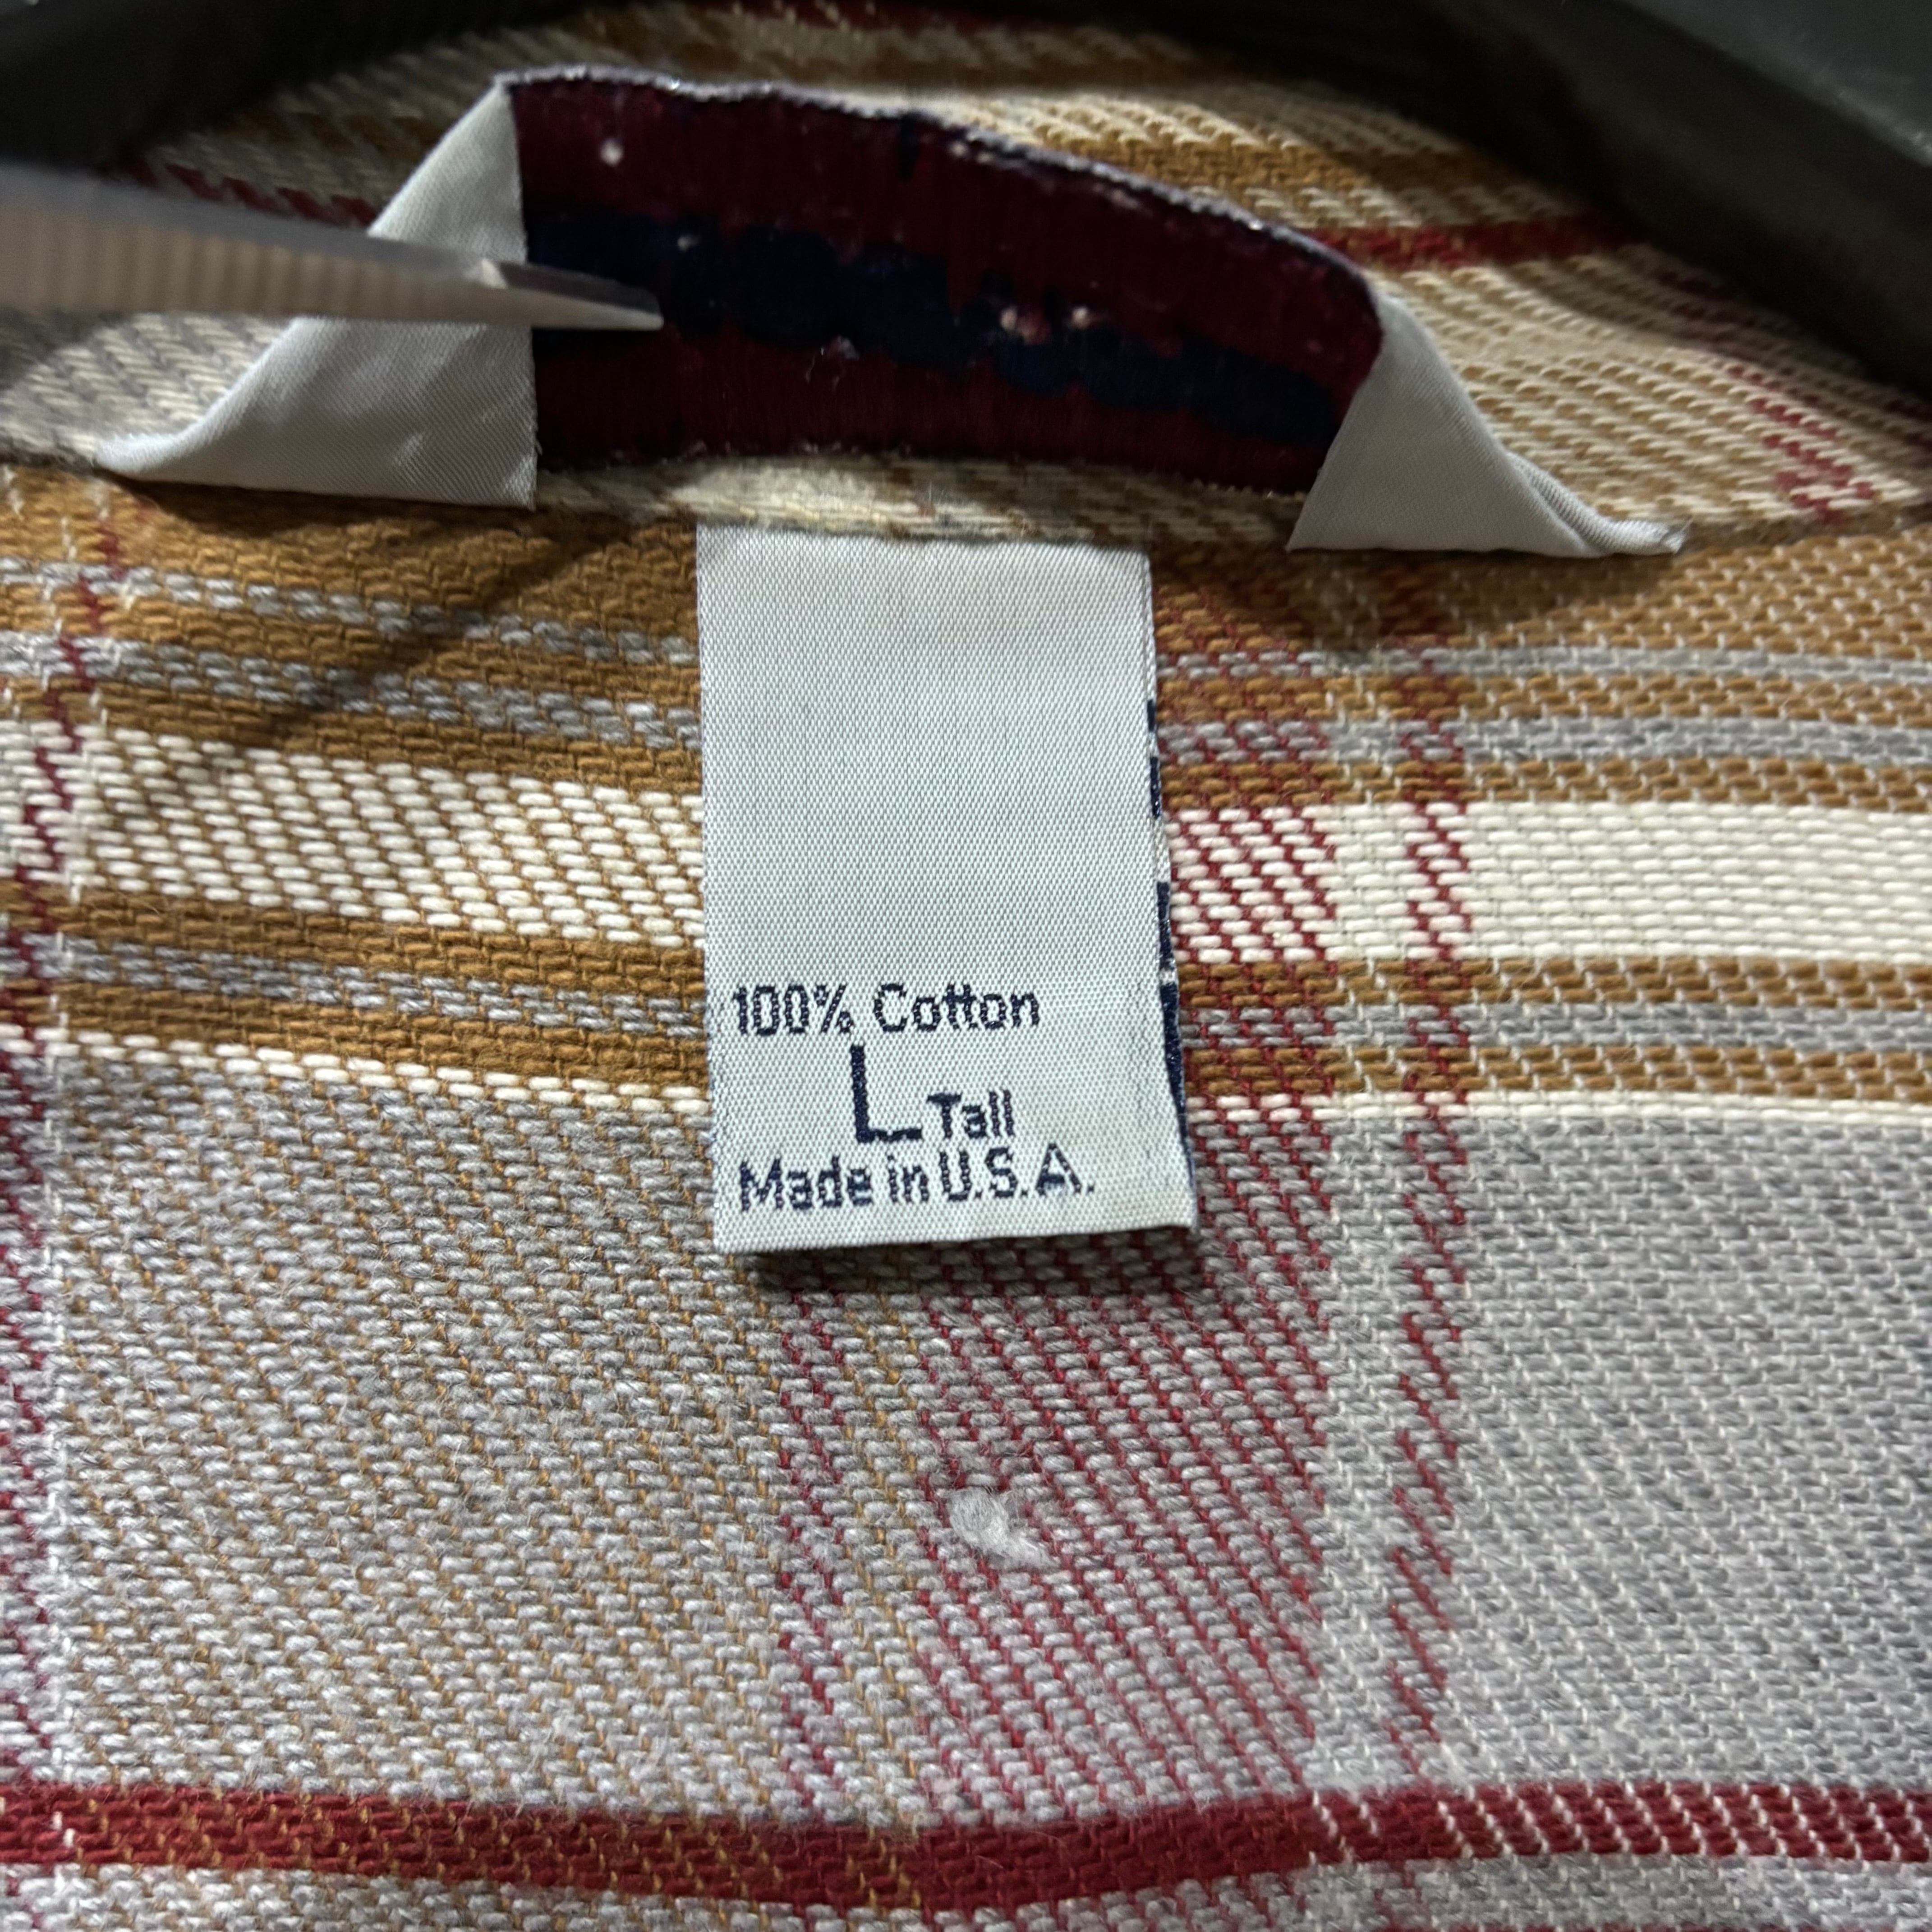 100% Cotton
L Tall
Made in U.S.A.